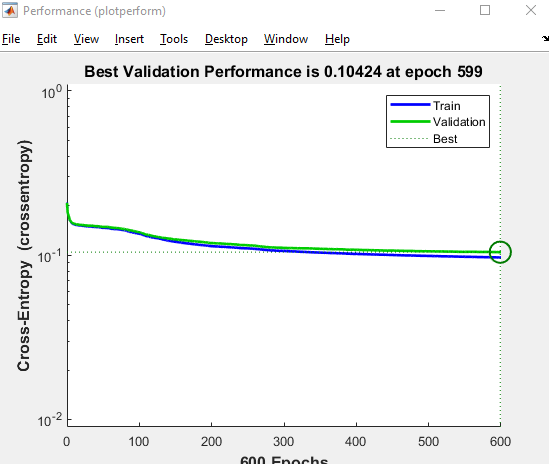 Performance (plotperform)
File Edit View Insert Tools Desktop Window Help
Best Validation Performance is 0.10424 at epoch 599
Train
Validation
Best
Cross-Entropy (crossentropy)
10^0
10^-1
10^-2
0 100 200 300 400 500 600
600 Epochs